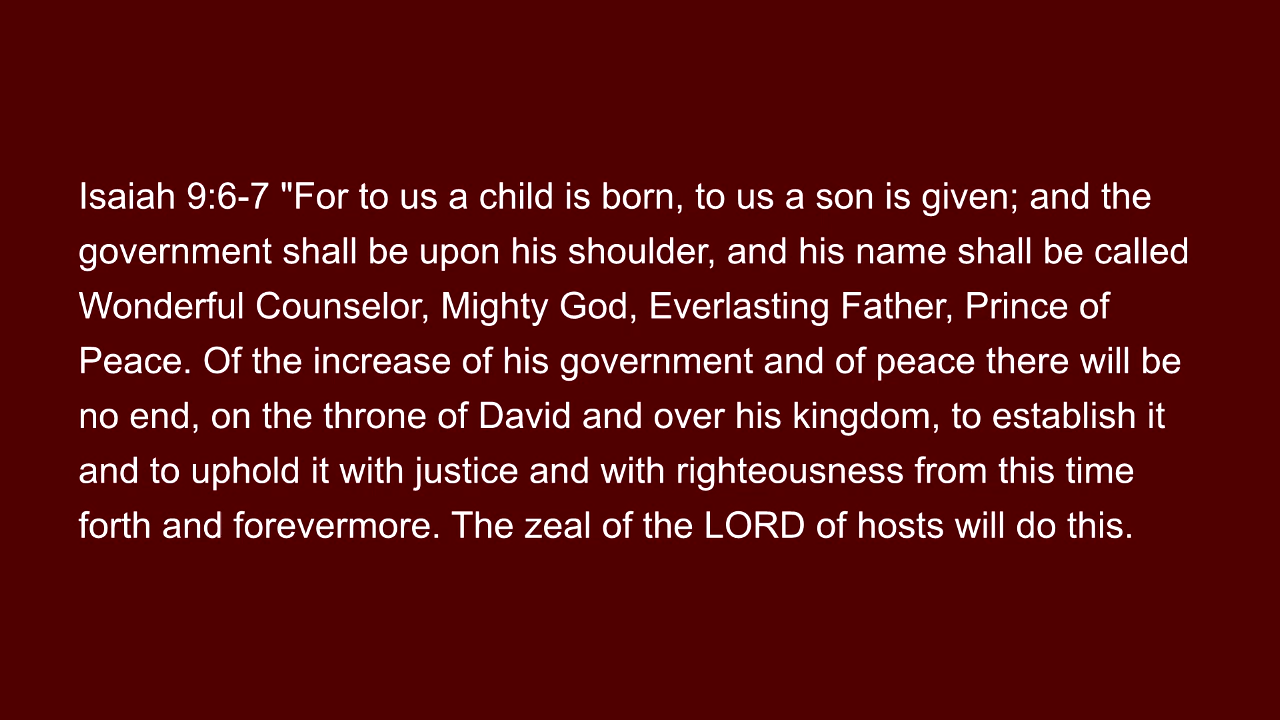 Isaiah 9:6-7 "For to us a child is born, to us a son is given; and the
government shall be upon his shoulder, and his name shall be called
Wonderful Counselor, Mighty God, Everlasting Father, Prince of
Peace. Of the increase of his government and of peace there will be
no end, on the throne of David and over his kingdom, to establish it
and to uphold it with justice and with righteousness from this time
forth and forevermore. The zeal of the LORD of hosts will do this.